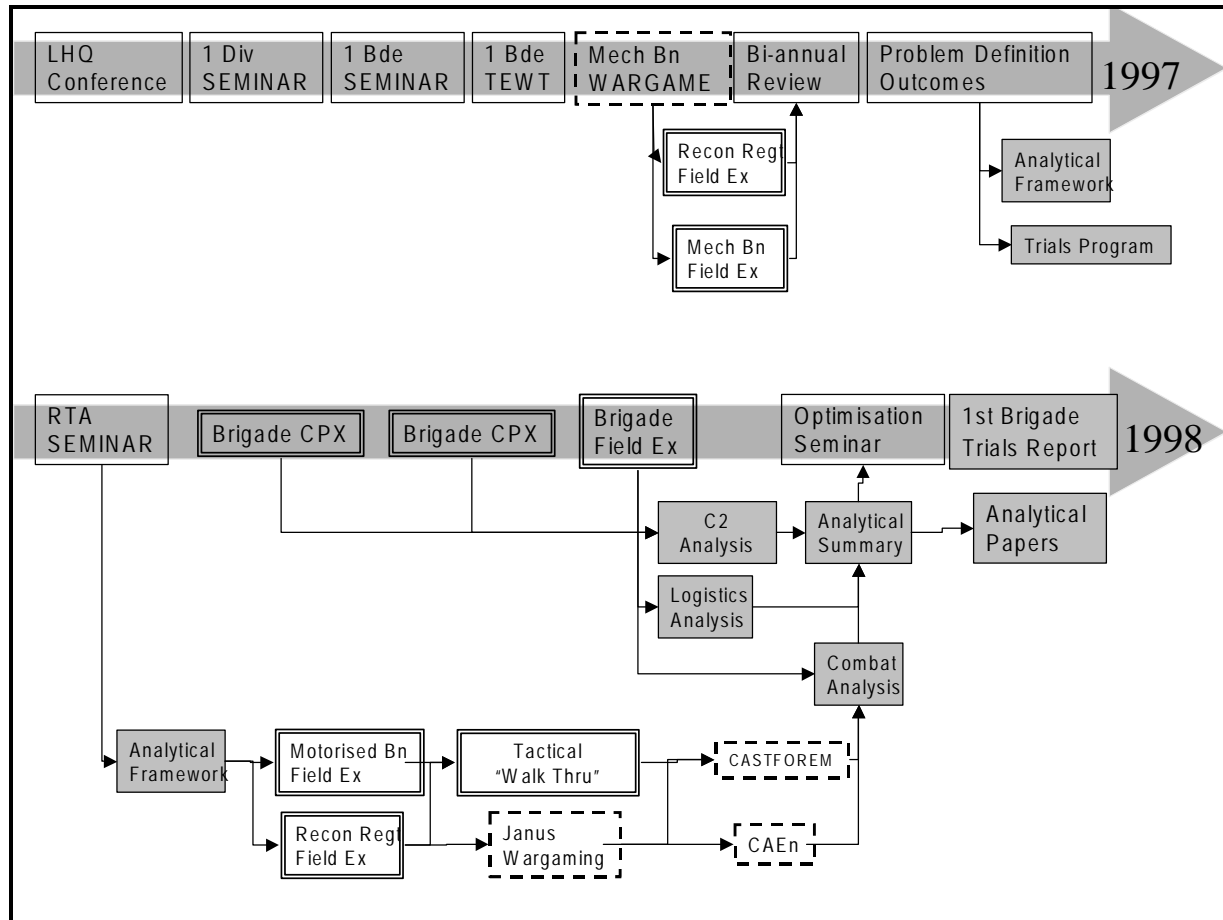 LHQ
Conference
1 Div
SEMINAR
1 Bde
SEMINAR
1 Bde
TEWT
Mech Bn
WARGAME
Bi-annual
Review
Problem Definition
Outcomes
1997
Recon Regt
Field Ex
Mech Bn
Field Ex
Analytical
Framework
Trials Program
RTA
SEMINAR
Brigade CPX
Brigade CPX
Brigade
Field Ex
Optimisation
Seminar
1st Brigade
Trials Report
1998
C2
Analysis
Analytical
Summary
Analytical
Papers
Logistics
Analysis
Combat
Analysis
Analytical
Framework
Motorised Bn
Field Ex
Tactical
“Walk Thru”
CASTFOREM
Recon Regt
Field Ex
Janus
Wargaming
CAEn